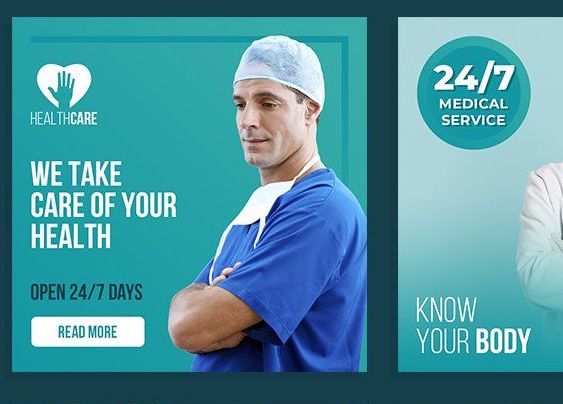 HEALTHCARE
WE TAKE
CARE OF YOUR
HEALTH
OPEN 24/7 DAYS
READ MORE
24/7
MEDICAL
SERVICE
KNOW
YOUR BODY